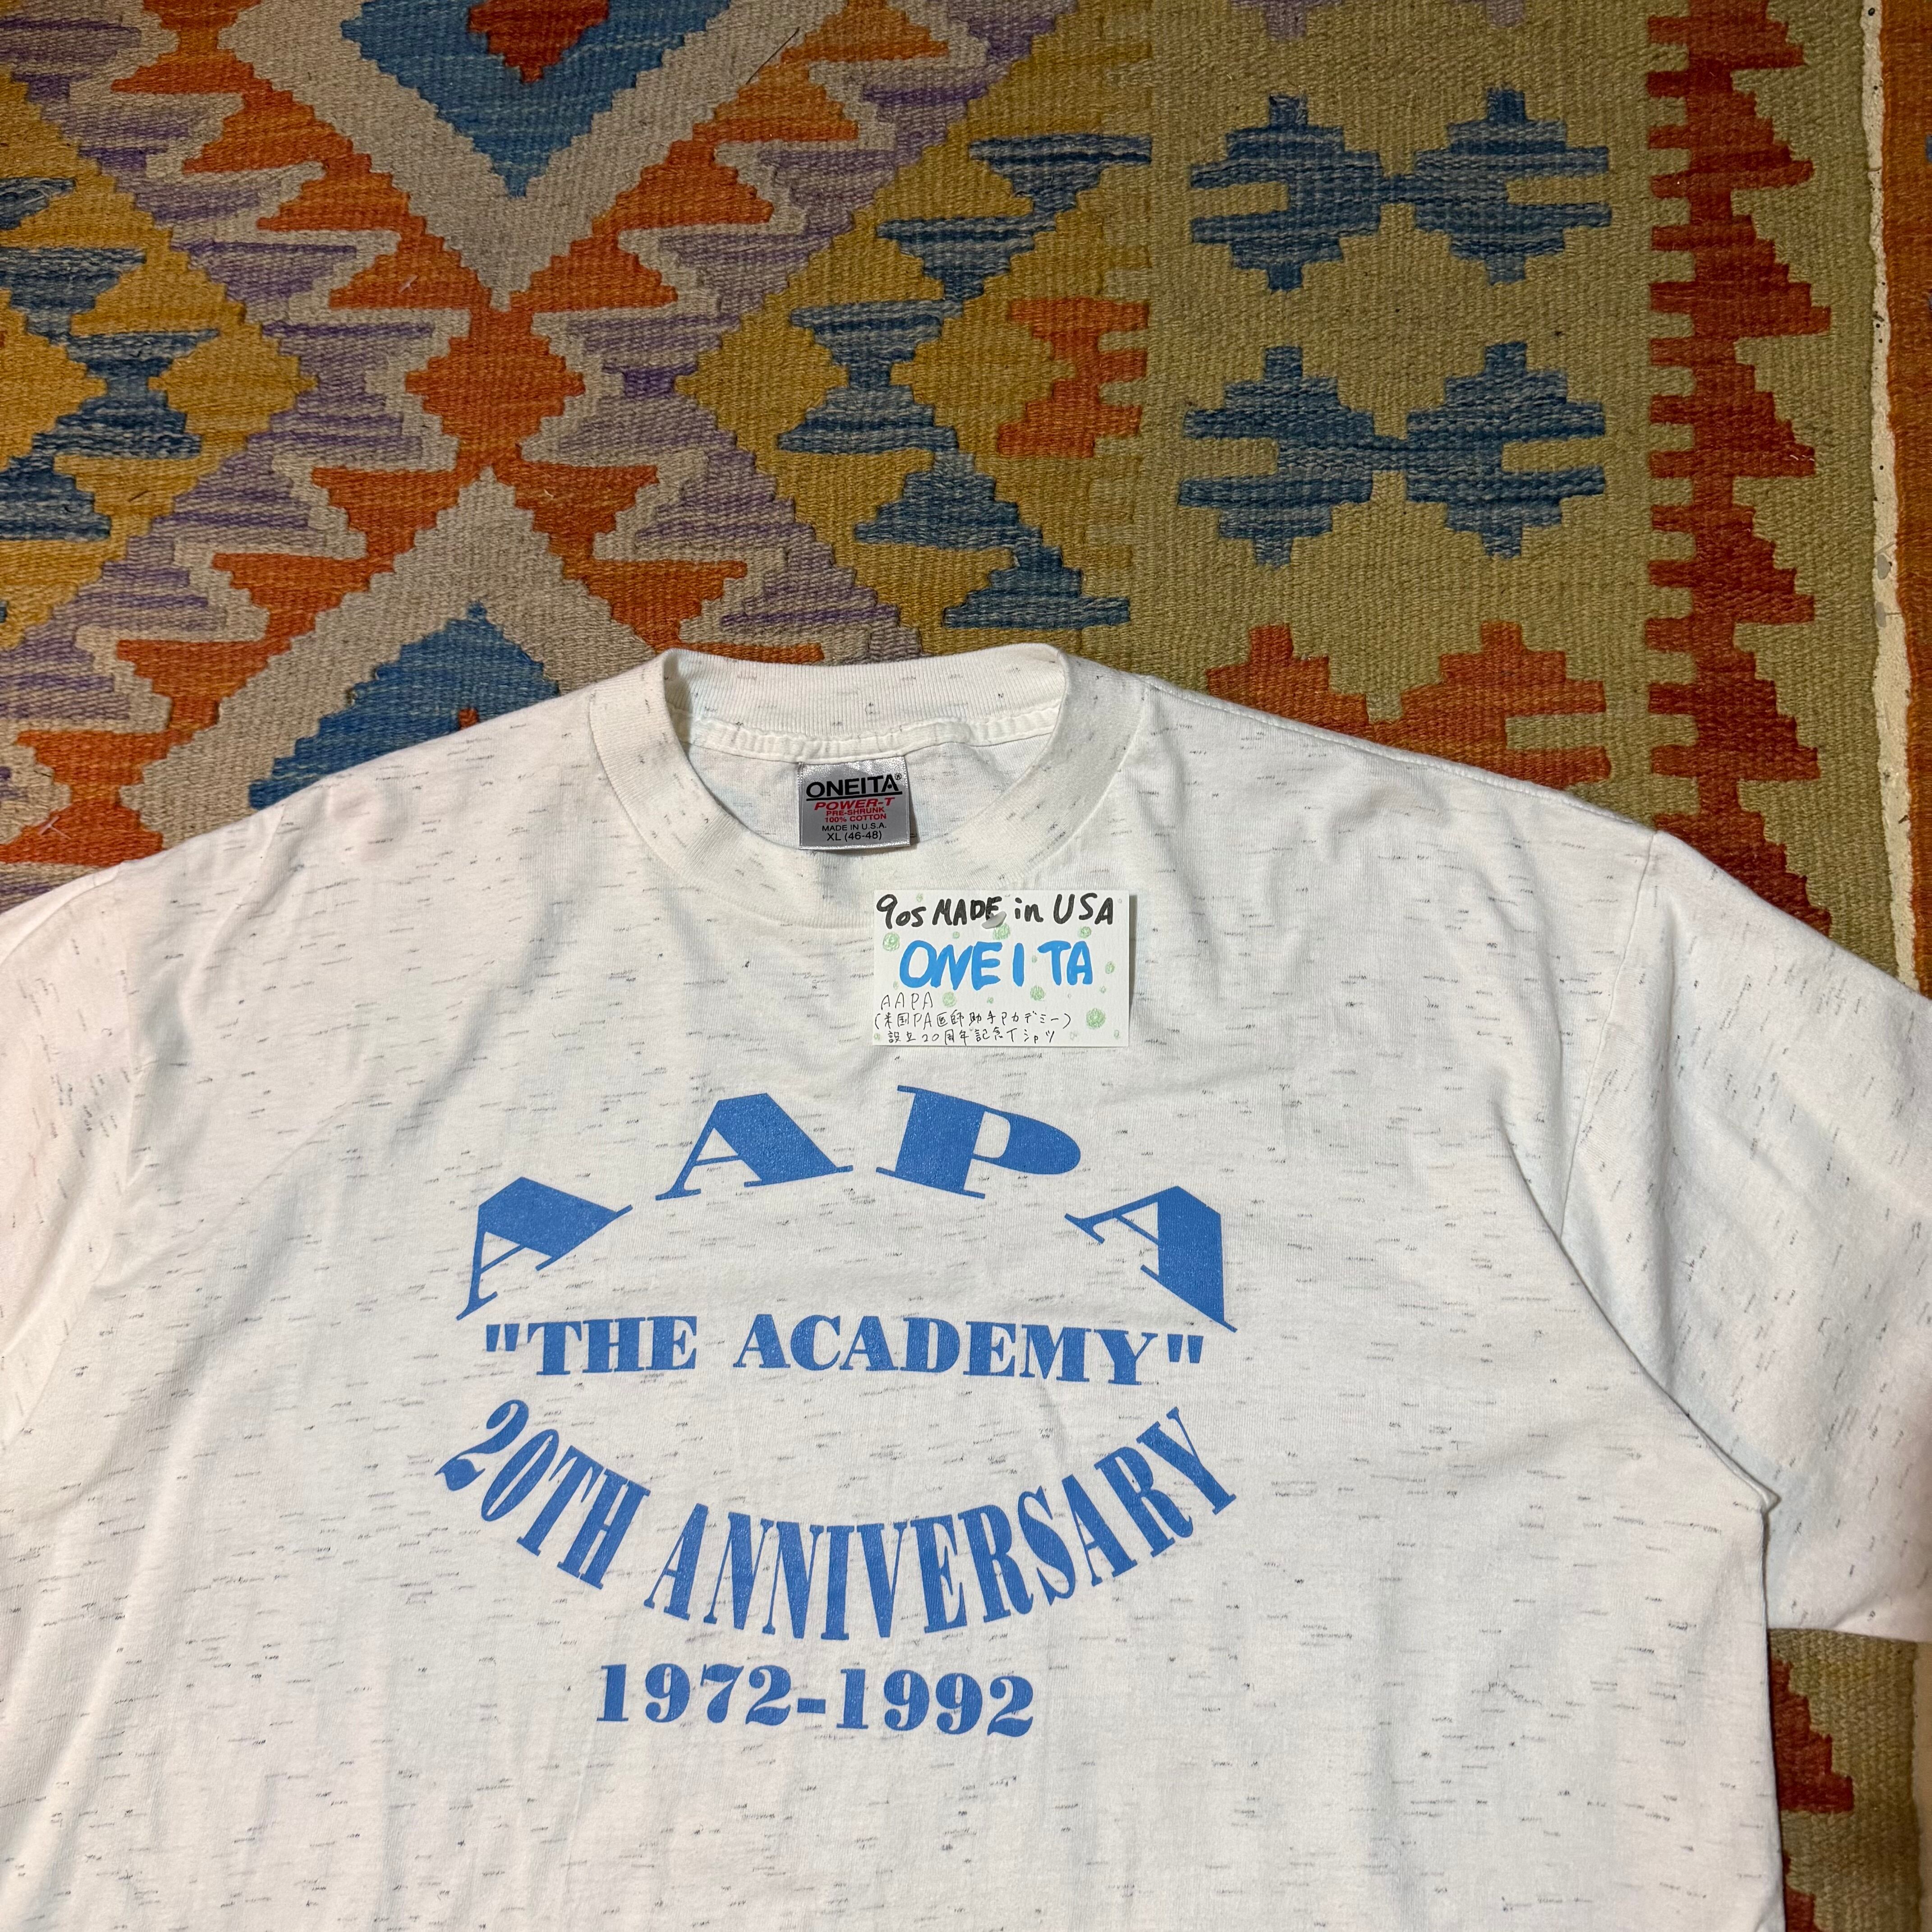 ONEITA®
POWER-T
PRE-SHRUNK
100% COTTON
MADE IN U.S.A.
XL (46-48)
90s MADE in USA
ONEITA
AAPA
(米国PA医師助手アカデミー)
設立20周年記念Tシャツ
AAPA
"THE ACADEMY"
20TH ANNIVERSARY
1972-1992